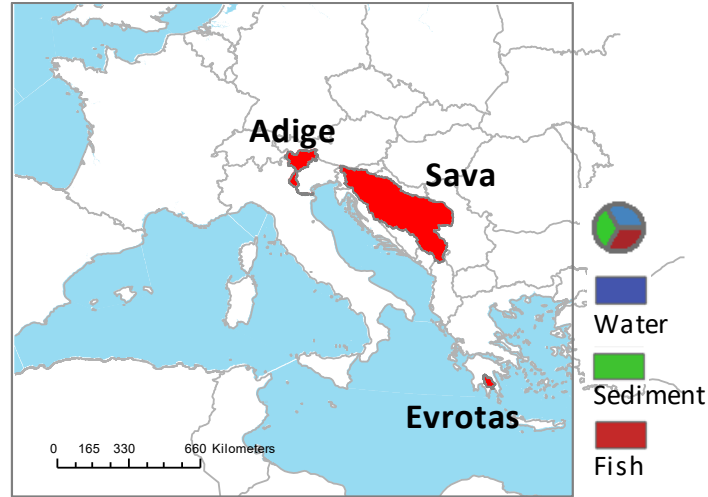 Adige
Sava
Evrotas
0 165 330 660 Kilometers
Water
Sediment
Fish